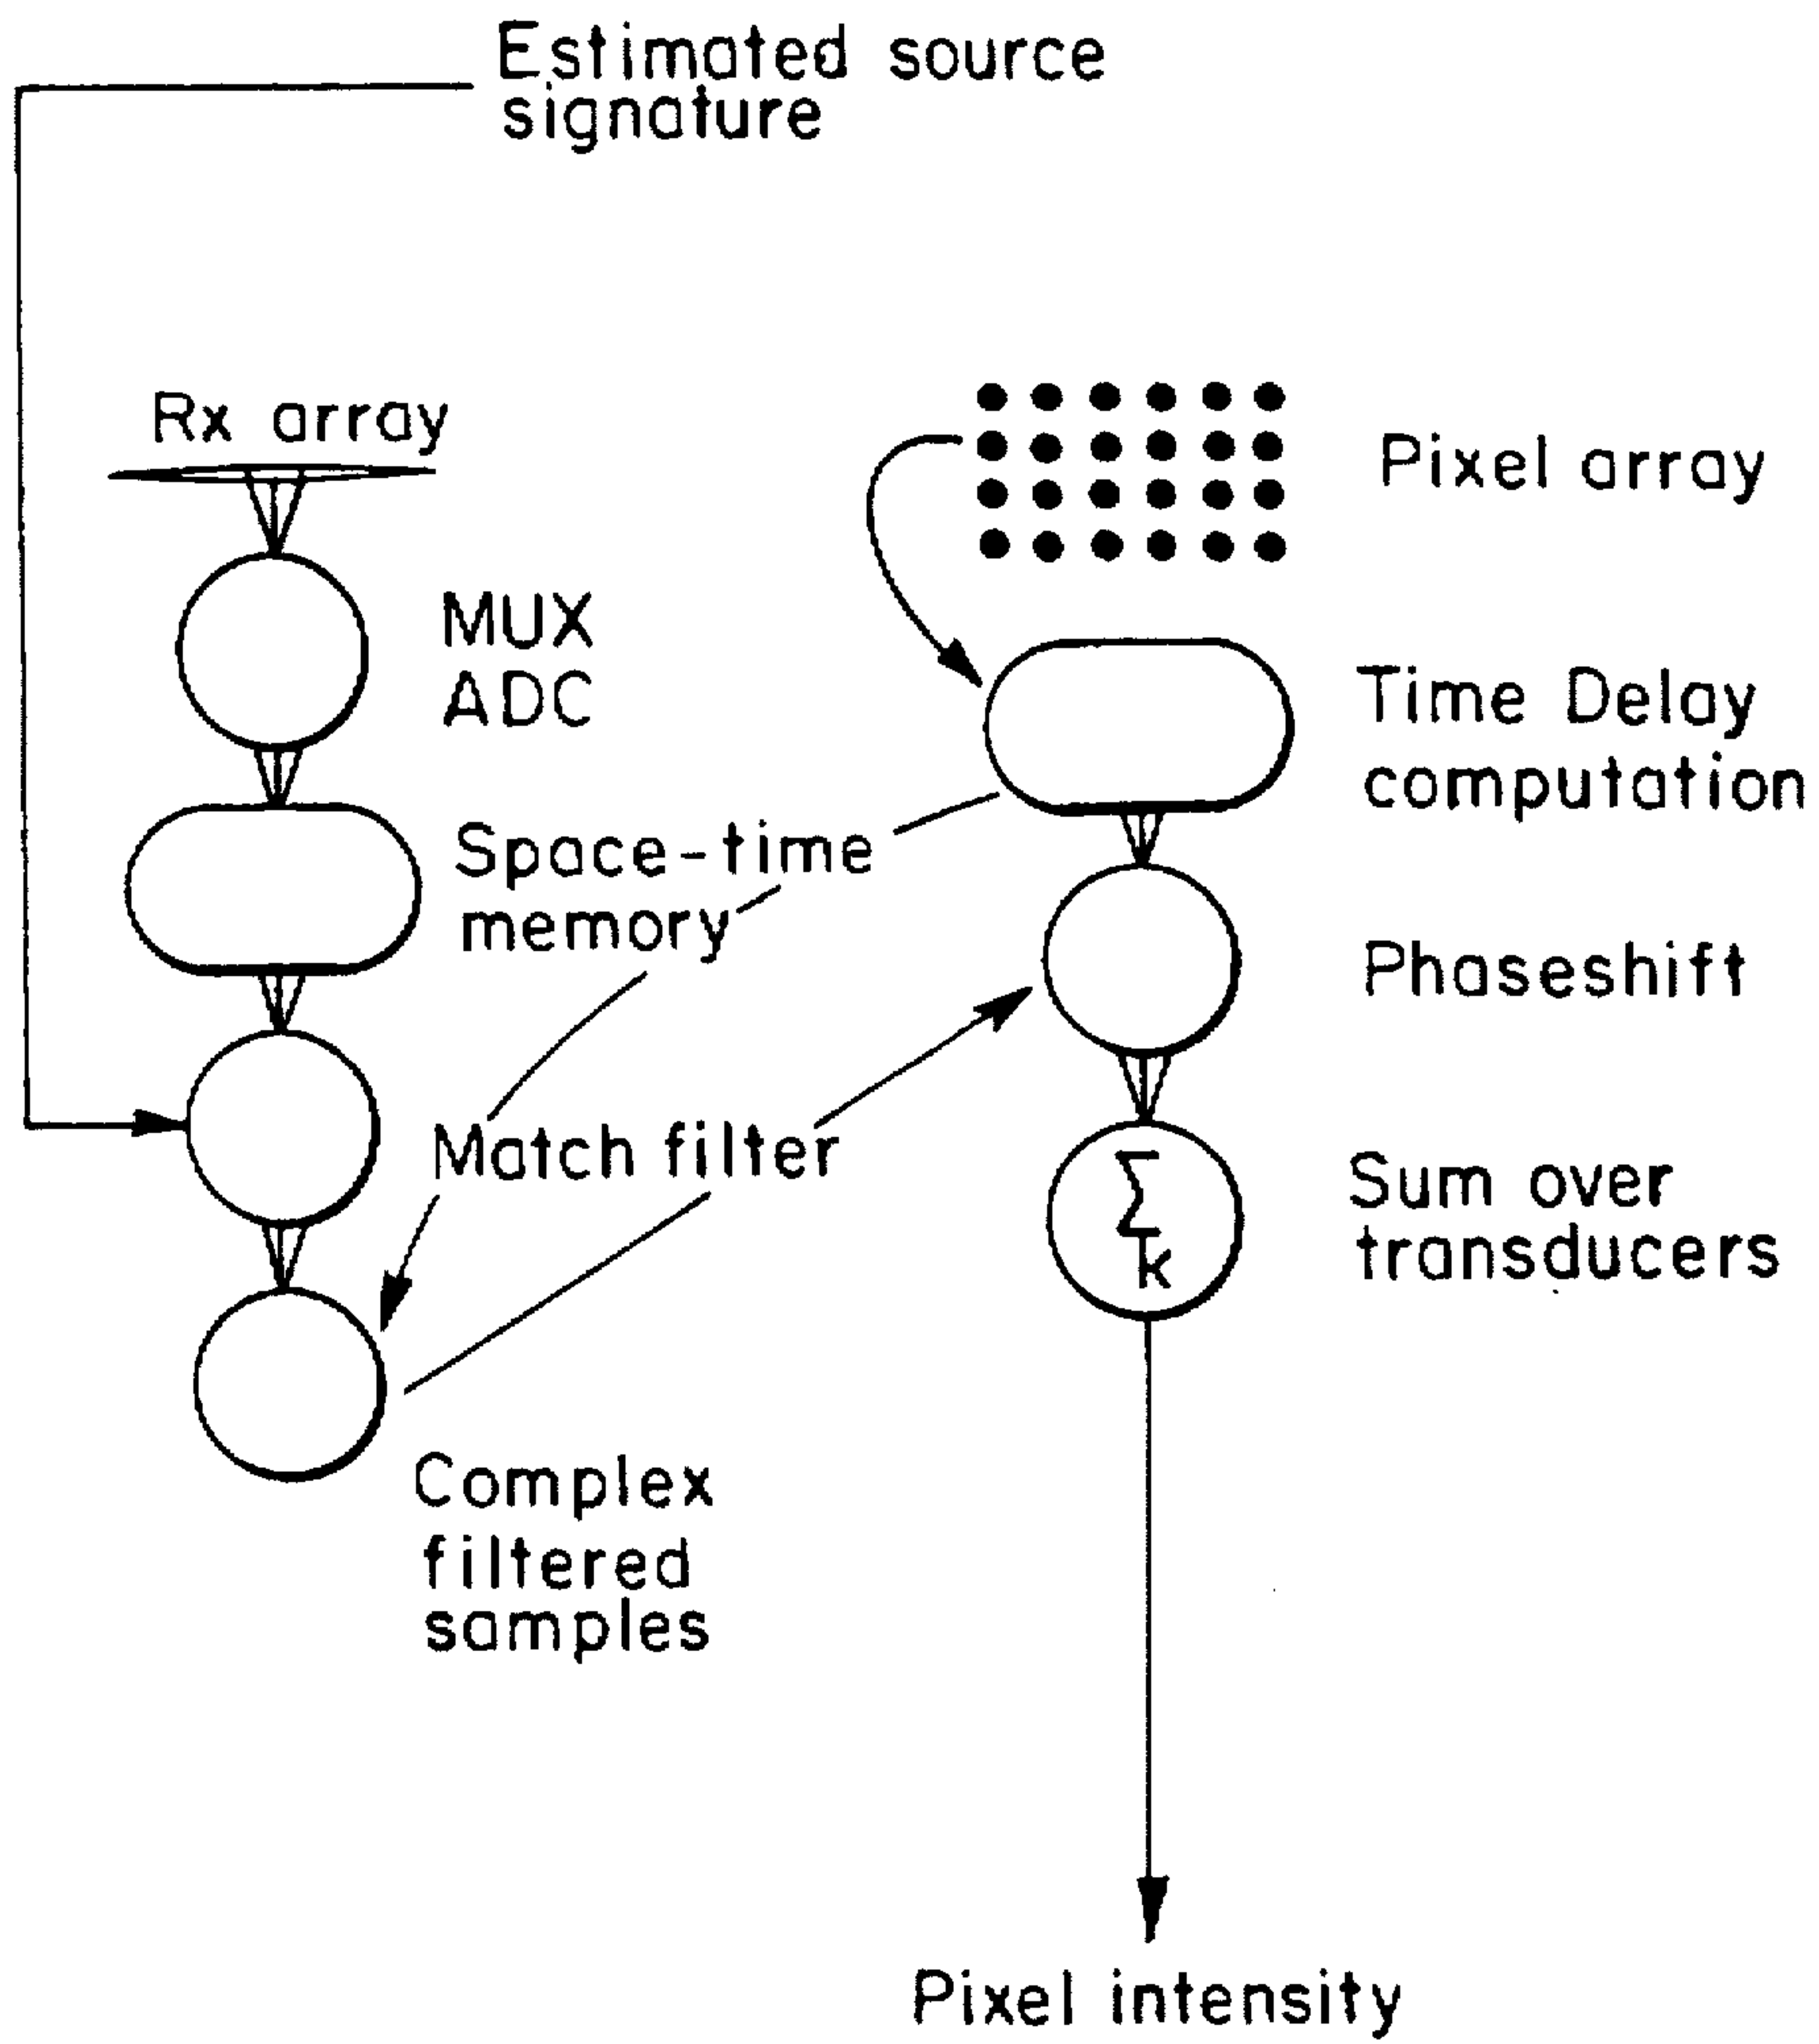 Estimated source
signature
Rx array
Pixel array
MUX
ADC
Time Delay
computation
Space-time
memory
Phaseshift
Match filter
Σ
k
Sum over
transducers
Complex
filtered
samples
Pixel intensity